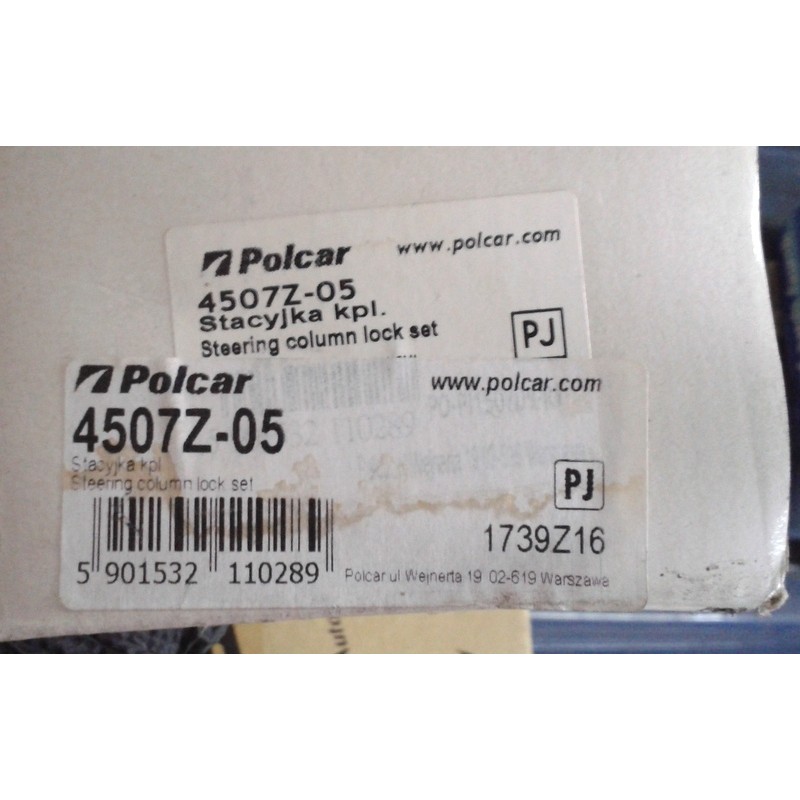 Polcar www.polcar.com
4507Z-05
Stacyjka kpl.
Steering column lock set
PJ
Polcar www.polcar.com
4507Z-05
Stacyjka kpl
Steering column lock set
PJ
1739Z16
5 901532 110289
Polcar ul Wejnerta 19 02-619 Warszawa
Auto